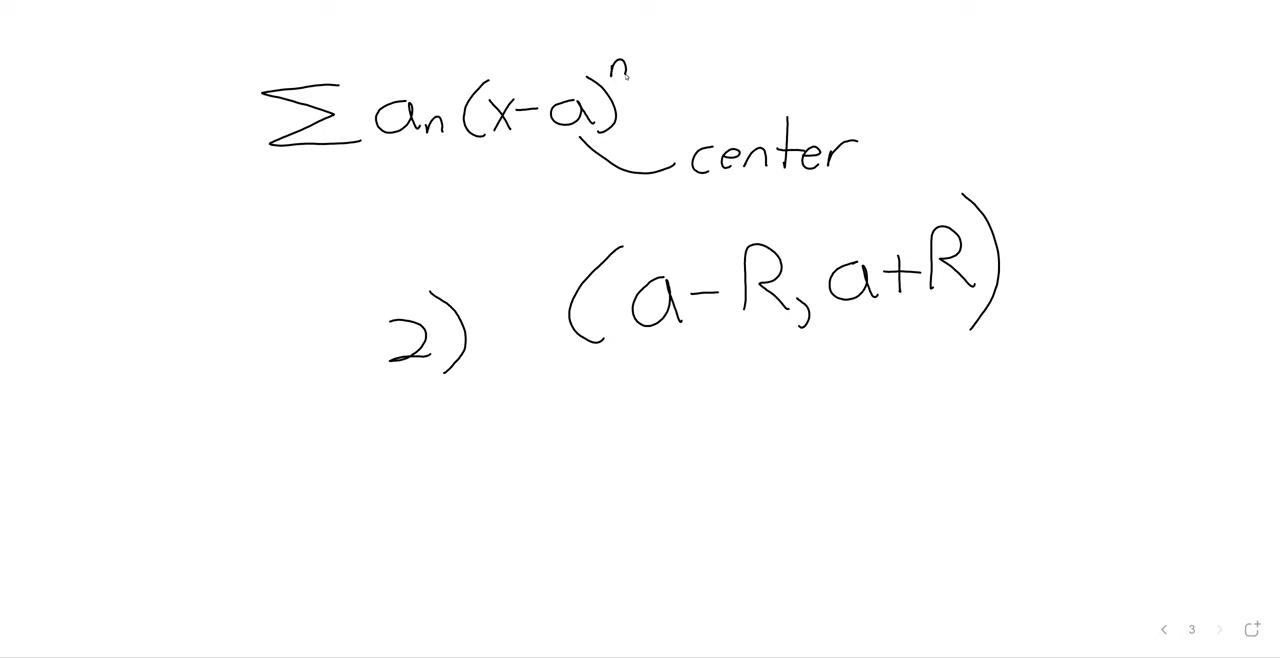 ∑ an(x-a)^n
center
2) (a-R, a+R)
3